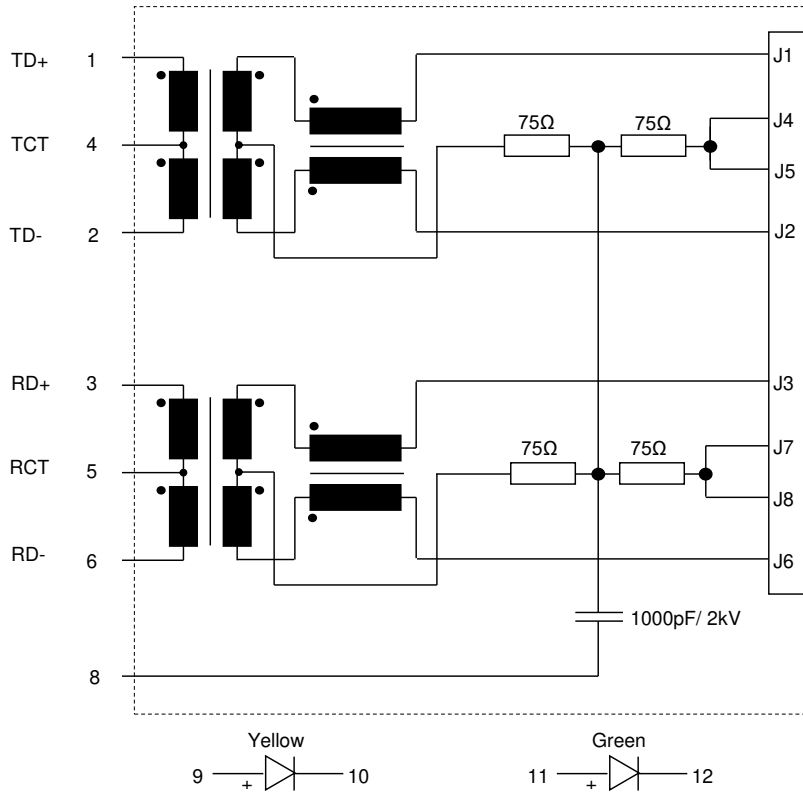 TD+ 1
J1
75Ω 75Ω
J4
TCT 4
J5
TD- 2
J2
RD+ 3
J3
75Ω 75Ω
J7
RCT 5
J8
RD- 6
J6
1000pF/ 2kV
8
Yellow
9 + 10
Green
11 + 12